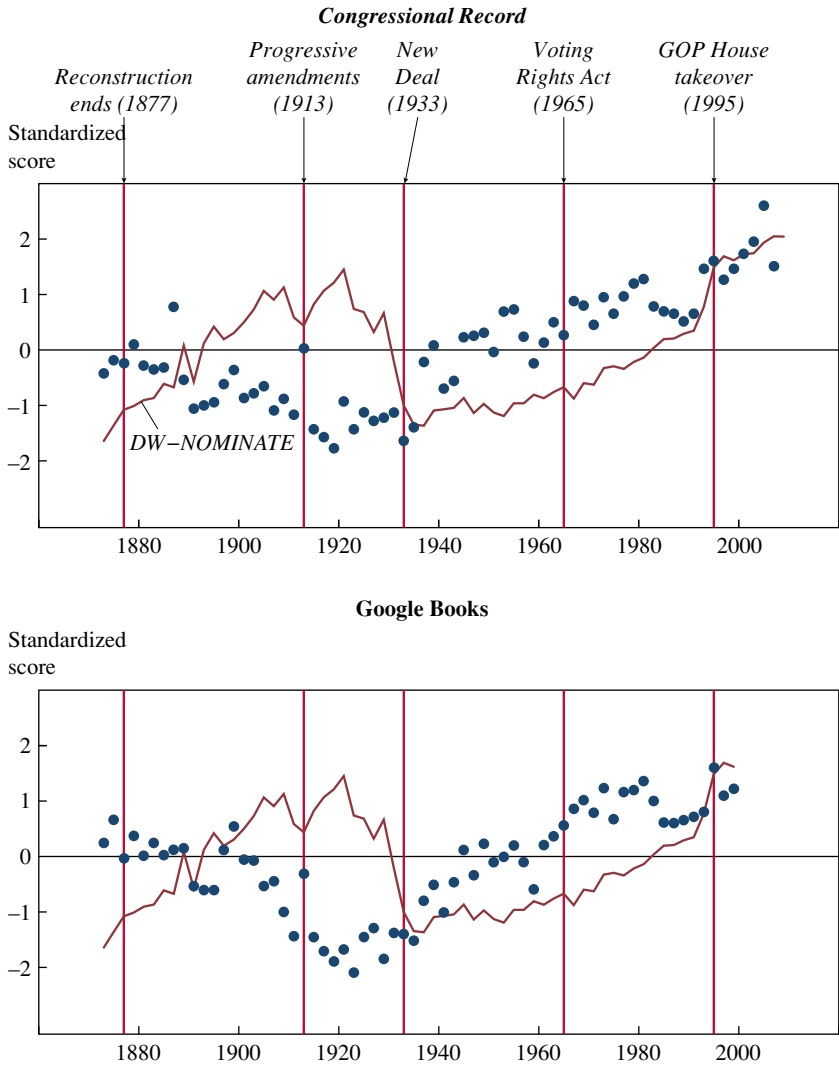 Congressional Record
Progressive
amendments
(1913)
New
Deal
(1933)
Voting
Rights Act
(1965)
GOP House
takeover
(1995)
Reconstruction
ends (1877)
Standardized
score
2
1
0
–1
–2
DW–NOMINATE
1880 1900 1920 1940 1960 1980 2000
Google Books
Standardized
score
2
1
0
–1
–2
1880 1900 1920 1940 1960 1980 2000